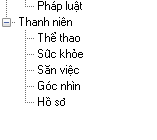 Pháp luật
Thanh niên
Thể thao
Sức khỏe
Săn việc
Góc nhìn
Hồ sơ